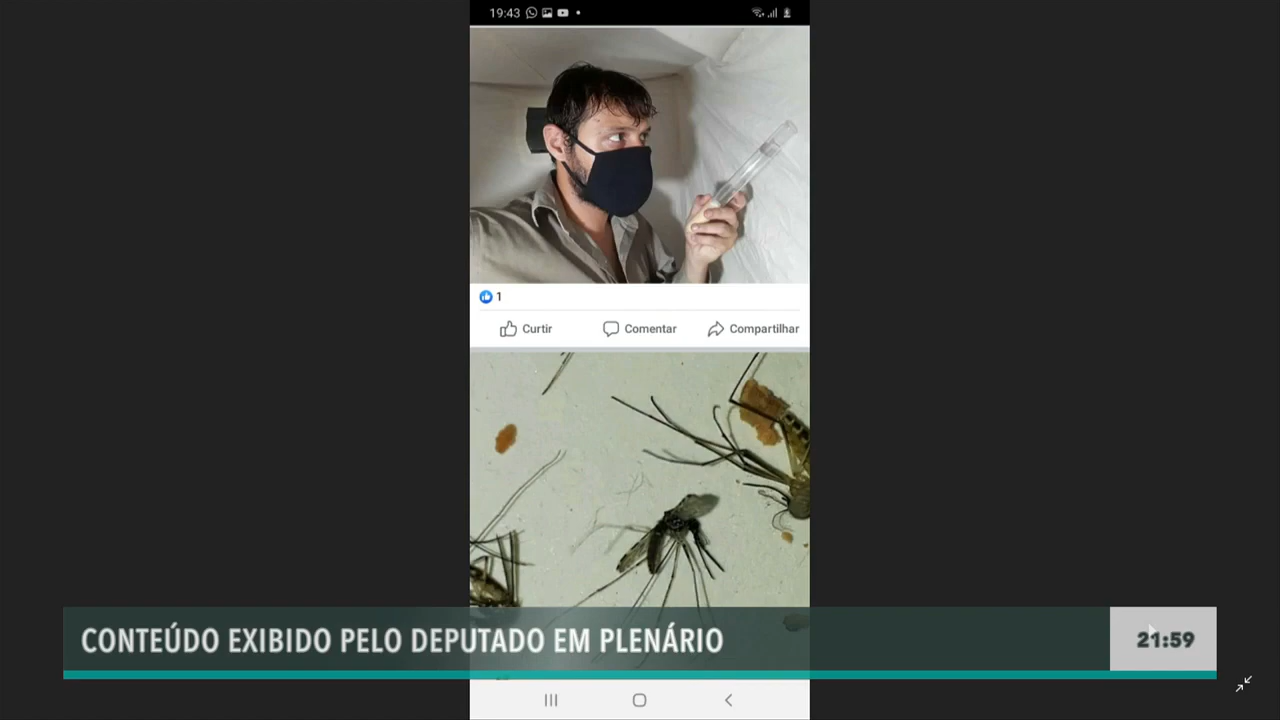 19:43
1
Curtir Comentar Compartilhar
CONTEÚDO EXIBIDO PELO DEPUTADO EM PLENÁRIO
21:59